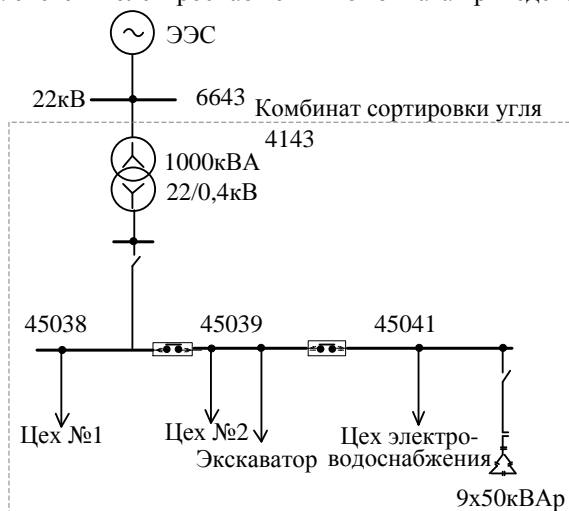 ЭЭС
22кВ
6643
Комбинат сортировки угля
4143
1000кВА
22/0,4кВ
45038
45039
45041
Цех №1
Цех №2
Экскаватор
Цех электро-
водоснабжения
9x50кВАр